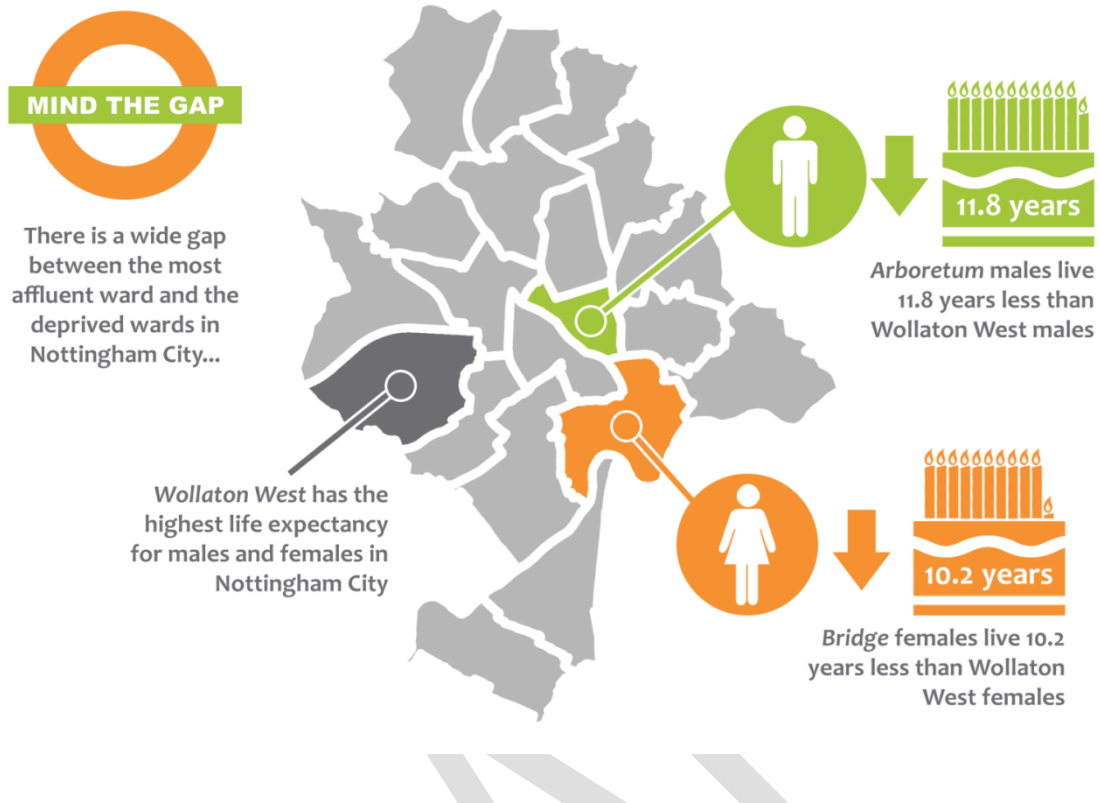 MIND THE GAP
There is a wide gap
between the most
affluent ward and the
deprived wards in
Nottingham City...
11.8 years
Arboretum males live
11.8 years less than
Wollaton West males
Wollaton West has the
highest life expectancy
for males and females in
Nottingham City
10.2 years
Bridge females live 10.2
years less than Wollaton
West females